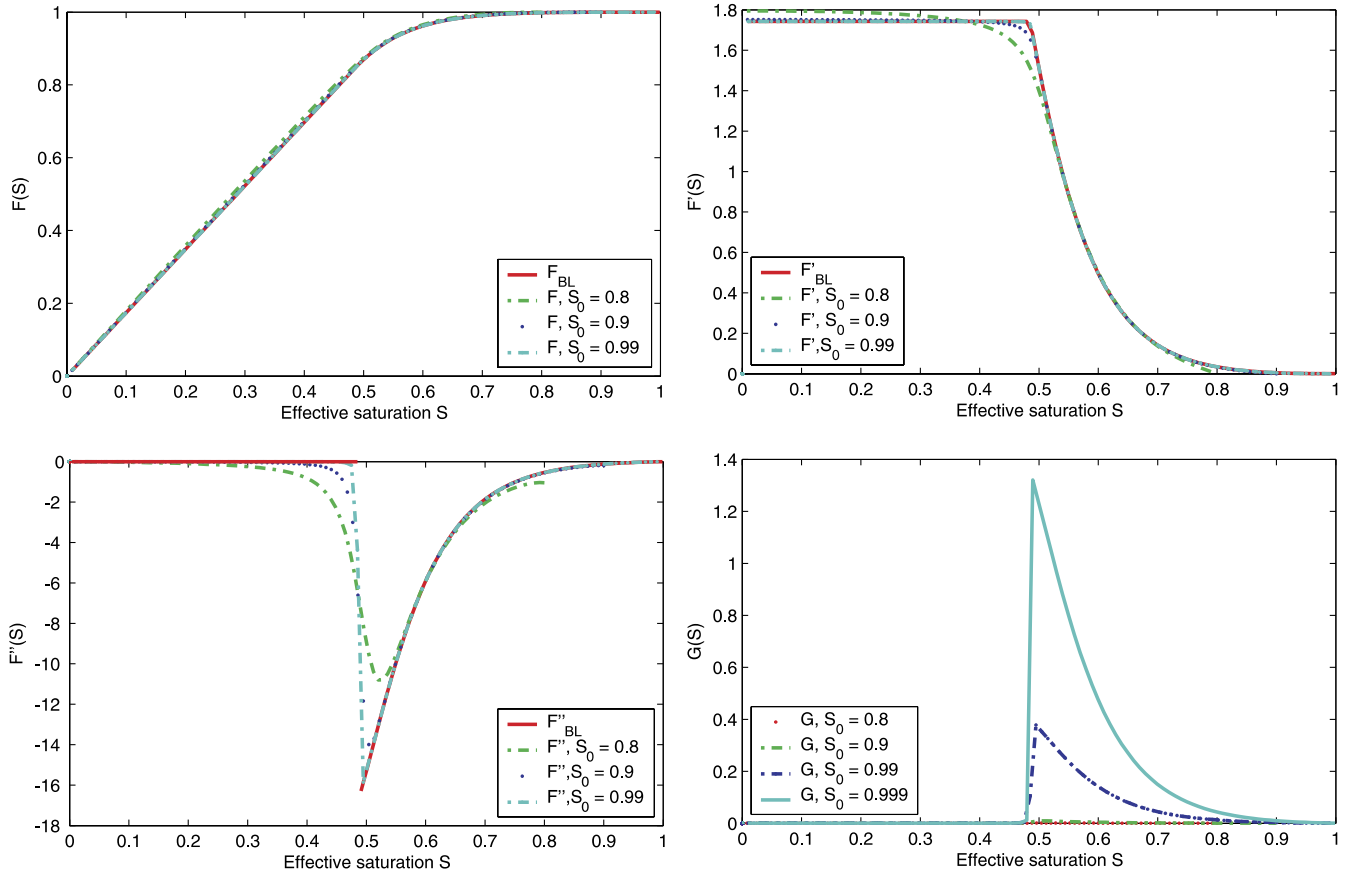 1
0.8
0.6
0.4
0.2
0
F(S)
0 0.1 0.2 0.3 0.4 0.5 0.6 0.7 0.8 0.9 1
Effective saturation S
F_BL
F, S_0 = 0.8
F, S_0 = 0.9
F, S_0 = 0.99
1.8
1.6
1.4
1.2
1
0.8
0.6
0.4
0.2
0
F'(S)
0 0.1 0.2 0.3 0.4 0.5 0.6 0.7 0.8 0.9 1
Effective saturation S
F'_BL
F', S_0 = 0.8
F', S_0 = 0.9
F',S_0 = 0.99
0
-2
-4
-6
-8
-10
-12
-14
-16
-18
F''(S)
0 0.1 0.2 0.3 0.4 0.5 0.6 0.7 0.8 0.9 1
Effective saturation S
F''_BL
F'', S_0 = 0.8
F'',S_0 = 0.9
F'',S_0 = 0.99
1.4
1.2
1
0.8
0.6
0.4
0.2
0
G(S)
0 0.1 0.2 0.3 0.4 0.5 0.6 0.7 0.8 0.9 1
Effective saturation S
G, S_0 = 0.8
G, S_0 = 0.9
G, S_0 = 0.99
G, S_0 = 0.999